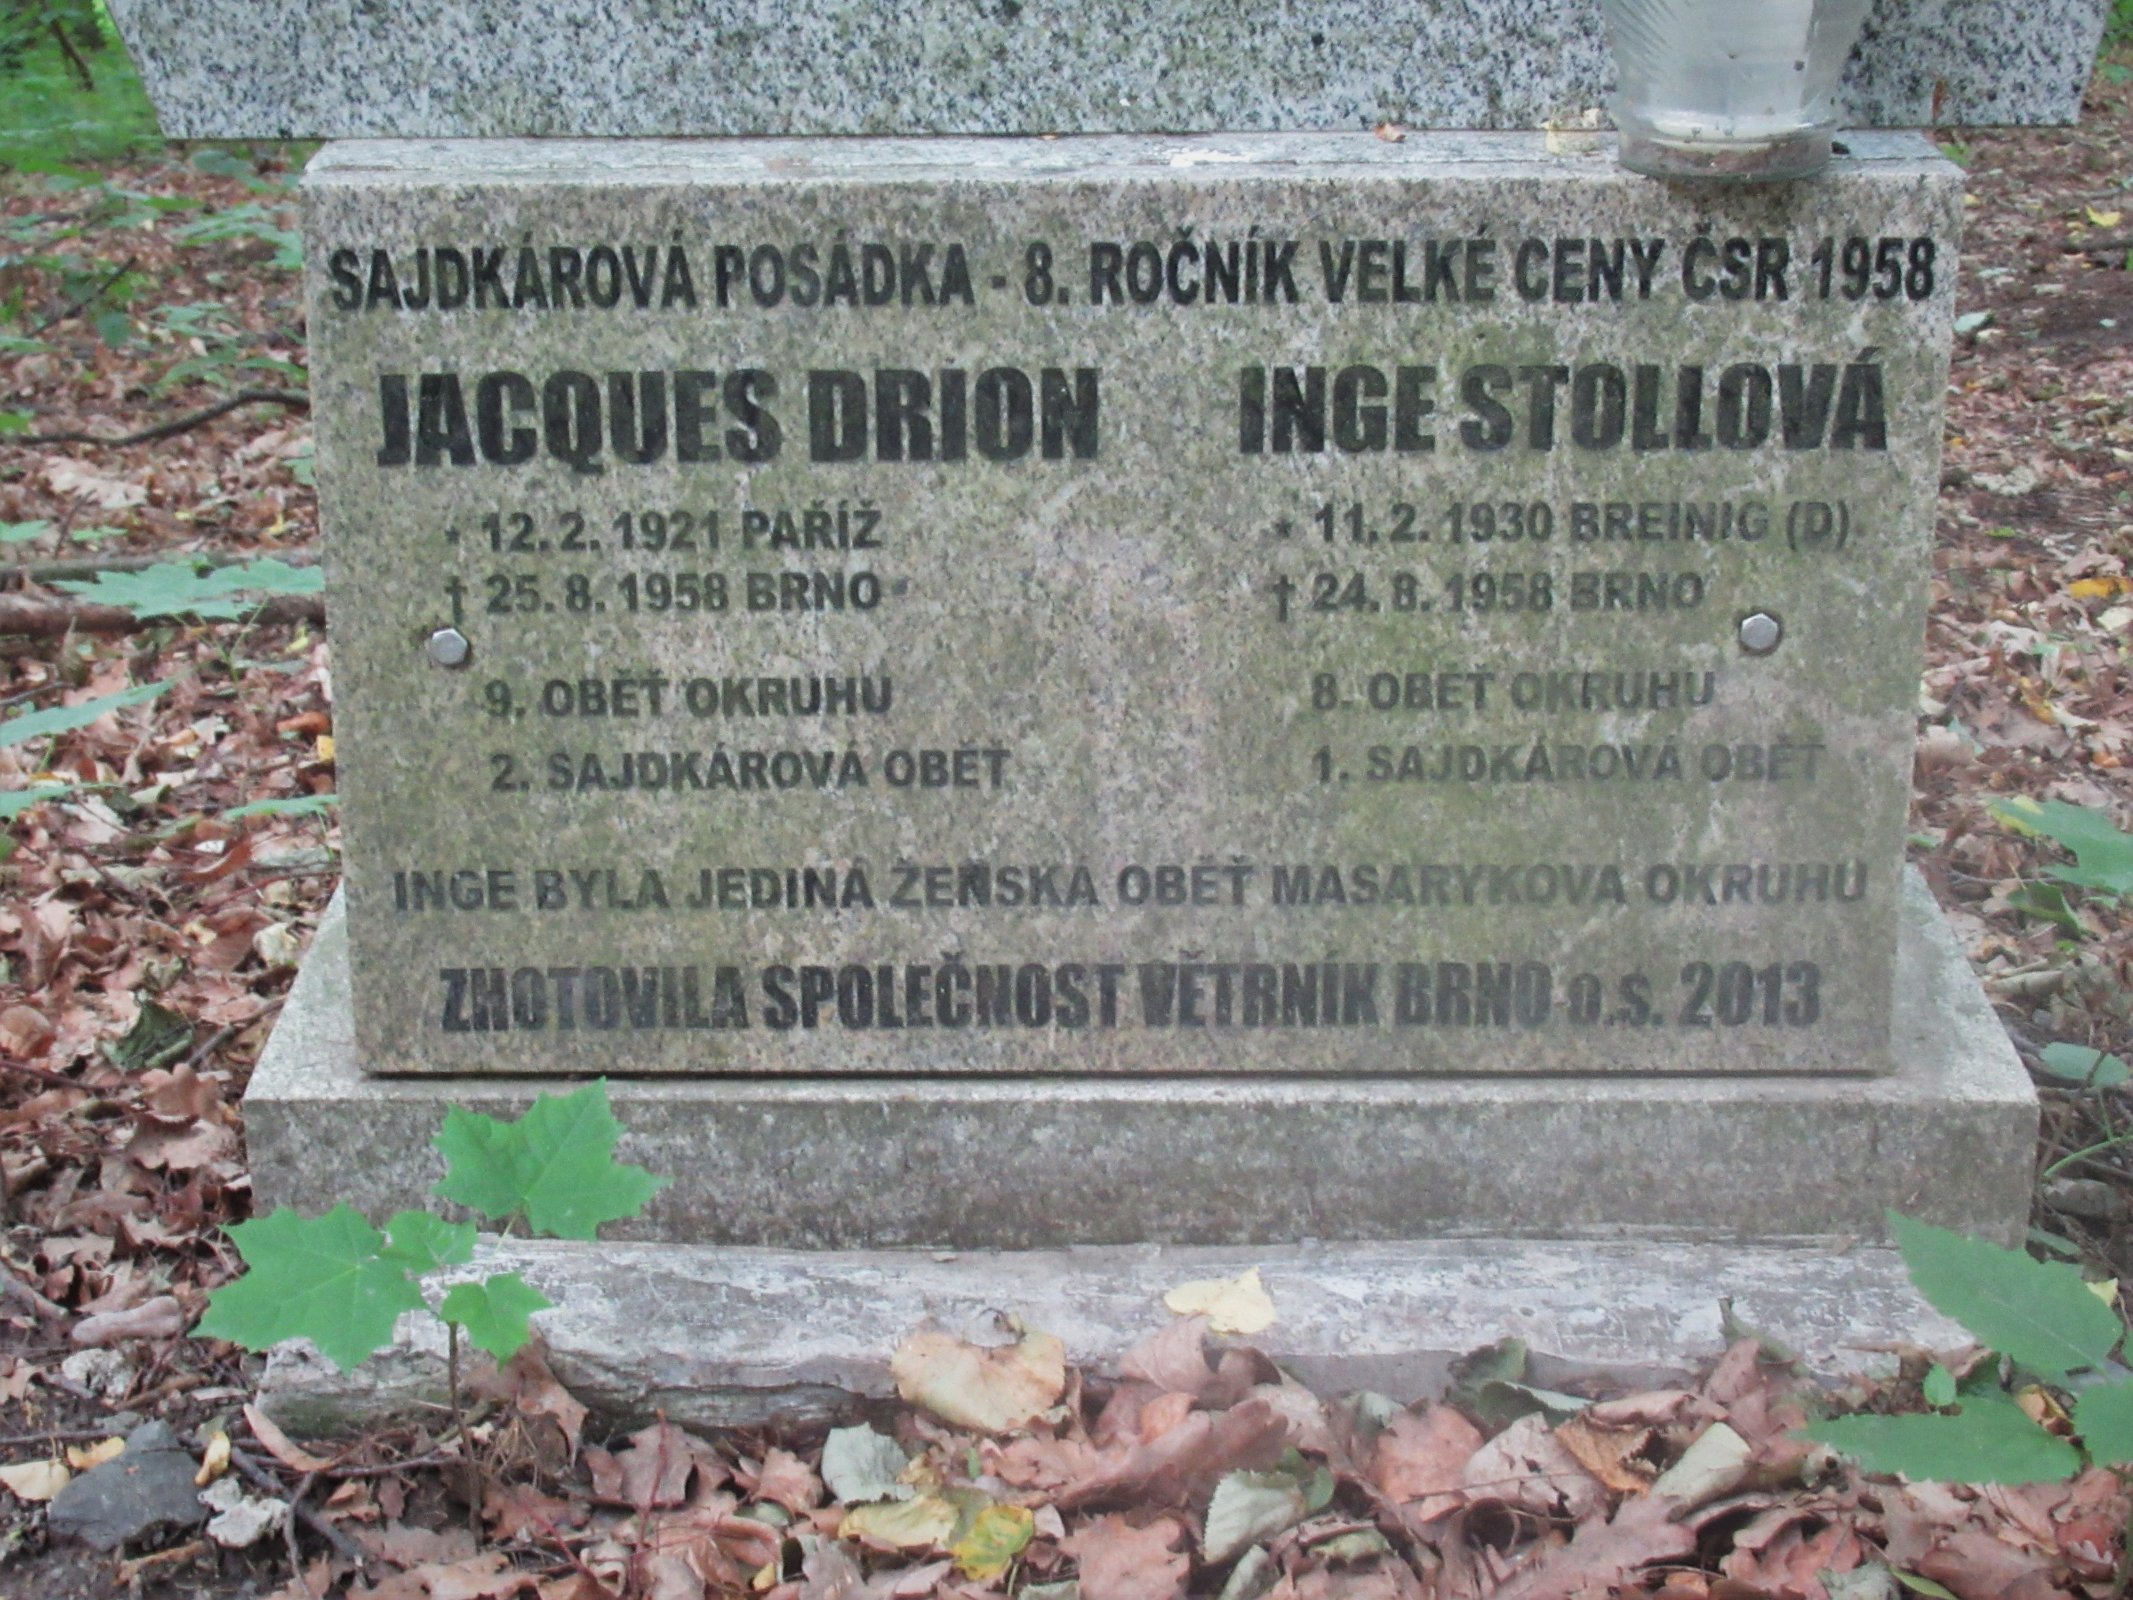 SAJDKÁROVÁ POSÁDKA - 8. ROČNÍK VELKÉ CENY ČSR 1958
JACQUES DRION
* 12. 2. 1921 PAŘÍŽ
† 25. 8. 1958 BRNO
9. OBĚŤ OKRUHU
2. SAJDKÁROVÁ OBĚŤ
INGE STOLLOVÁ
* 11. 2. 1930 BREINIG (D)
† 24. 8. 1958 BRNO
8. OBĚŤ OKRUHU
1. SAJDKÁROVÁ OBĚŤ
INGE BYLA JEDINÁ ŽENSKÁ OBĚŤ MASARYKOVA OKRUHU
ZHOTOVILA SPOLEČNOST VĚTRNÍK BRNO o.s. 2013